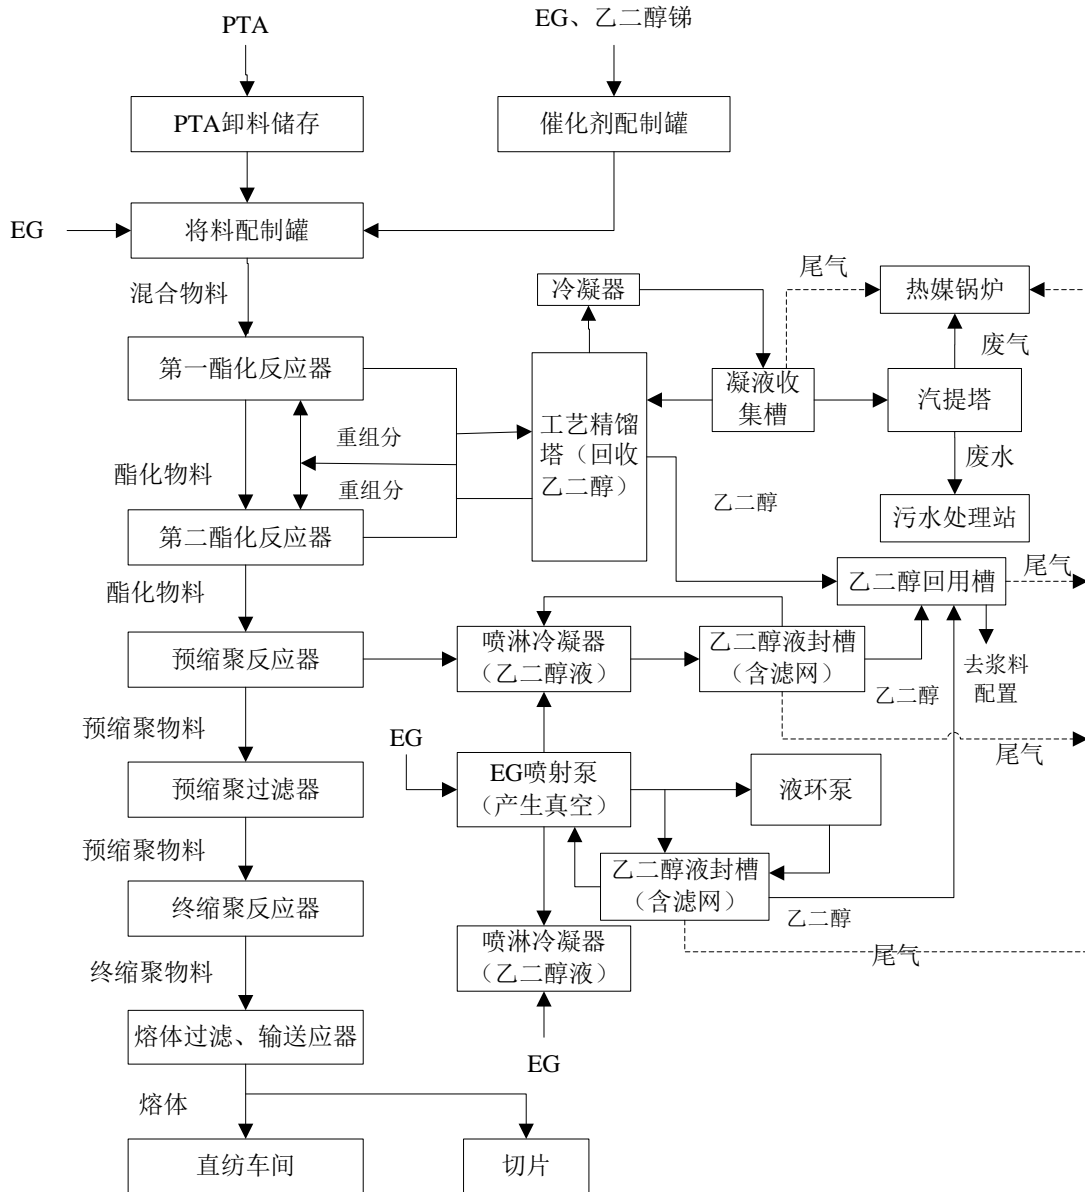 PTA
EG、乙二醇锑
PTA卸料储存
催化剂配制罐
EG
将料配制罐
混合物料
尾气
冷凝器
热媒锅炉
废气
第一酯化反应器
凝液收
集槽
汽提塔
工艺精馏
塔（回收
乙二醇）
重组分
酯化物料
重组分
废水
乙二醇
第二酯化反应器
污水处理站
酯化物料
乙二醇回用槽
尾气
预缩聚反应器
喷淋冷凝器
（乙二醇液）
乙二醇液封槽
（含滤网）
去浆料
配置
乙二醇
预缩聚物料
EG
尾气
预缩聚过滤器
EG喷射泵
（产生真空）
液环泵
预缩聚物料
乙二醇液封槽
（含滤网）
乙二醇
终缩聚反应器
喷淋冷凝器
（乙二醇液）
尾气
终缩聚物料
熔体过滤、输送应器
EG
熔体
直纺车间
切片